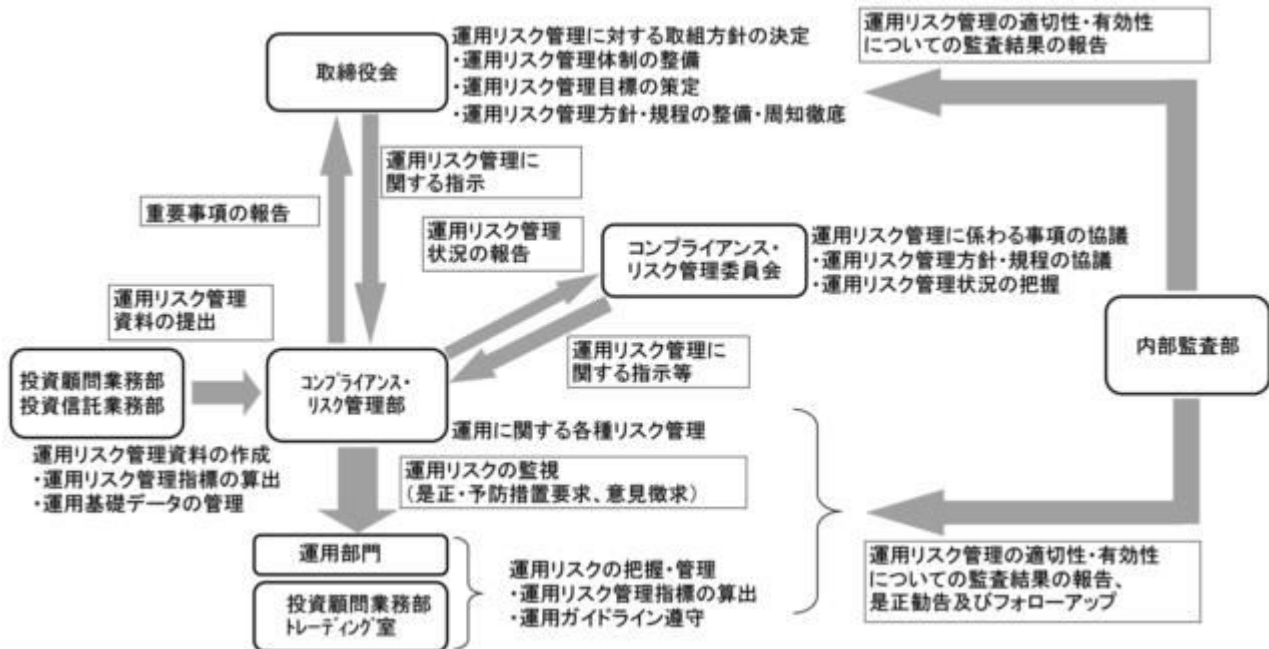 運用リスク管理に対する取組方針の決定
・運用リスク管理体制の整備
・運用リスク管理目標の策定
・運用リスク管理方針・規程の整備・周知徹底
取締役会
運用リスク管理の適切性・有効性
についての監査結果の報告
運用リスク管理に
関する指示
重要事項の報告
運用リスク管理
状況の報告
コンプライアンス・
リスク管理委員会
運用リスク管理に係わる事項の協議
・運用リスク管理方針・規程の協議
・運用リスク管理状況の把握
運用リスク管理
資料の提出
運用リスク管理に
関する指示等
内部監査部
投資顧問業務部
投資信託業務部
コンプライアンス・
リスク管理部
運用に関する各種リスク管理
運用リスク管理資料の作成
・運用リスク管理指標の算出
・運用基礎データの管理
運用リスクの監視
(是正・予防措置要求、意見徴求)
運用部門
投資顧問業務部
トレーディング室
運用リスクの把握・管理
・運用リスク管理指標の算出
・運用ガイドライン遵守
運用リスク管理の適切性・有効性
についての監査結果の報告、
是正勧告及びフォローアップ